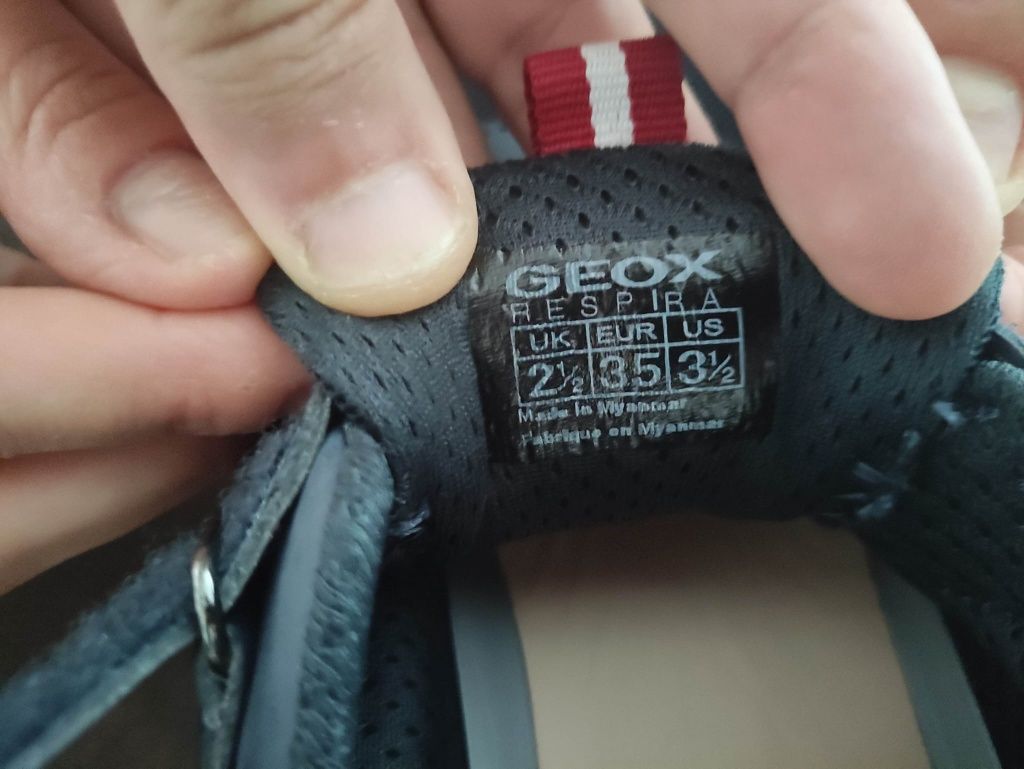 GEOX
RESPIRA
UK EUR US
2½ 35 3½
Made in Myanmar
Fabriqué en Myanmar